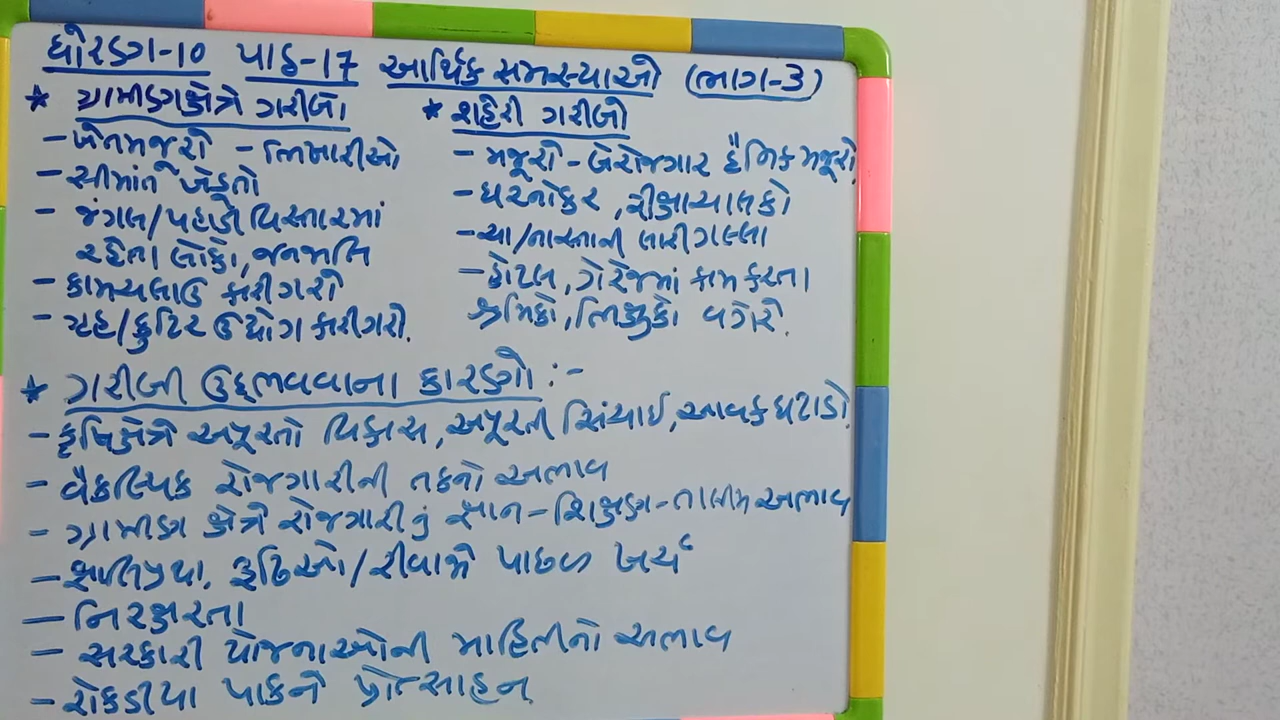 ધોરણ-૧૦ પાઠ-17 આર્થિક સમસ્યાઓ (ભાગ-3)
* ગ્રામીણક્ષેત્રે ગરીબો
- ખેતમજૂરો - ભિખારીઓ
- સીમાંત ખેડૂતો
- જંગલ/પહાડી વિસ્તારમાં
રહેતા લોકો, જનજાતિ
- કામચલાઉ કારીગરો
- ગૃહ/કુટિર ઉદ્યોગ કારીગરો.
* શહેરી ગરીબો
- મજૂરો - બેરોજગાર દૈનિક મજૂરો,
- ઘરનોકર, રીક્ષાચાલકો
- ચા/નાસ્તાની લારી ગલ્લા
- હોટલ, ગેરેજમાં કામ કરતા
શ્રમિકો, ભિક્ષુકો વગેરે.
* ગરીબી ઉદ્દભવવાના કારણો :-
- કૃષિક્ષેત્રે અપૂરતો વિકાસ, અપૂરતી સિંચાઈ, આવક ઘટાડો.
- વૈકલ્પિક રોજગારીની તકનો અભાવ
- ગ્રામીણ ક્ષેત્રે રોજગારીનું જ્ઞાન - શિક્ષણ - તાલીમ અભાવ
- જ્ઞાતિપ્રથા, રૂઢિઓ/રીવાજો પાછળ ખર્ચ
- નિરક્ષરતા
- સરકારી યોજનાઓની માહિતીનો અભાવ
- રોકડીયા પાકને પ્રોત્સાહન.